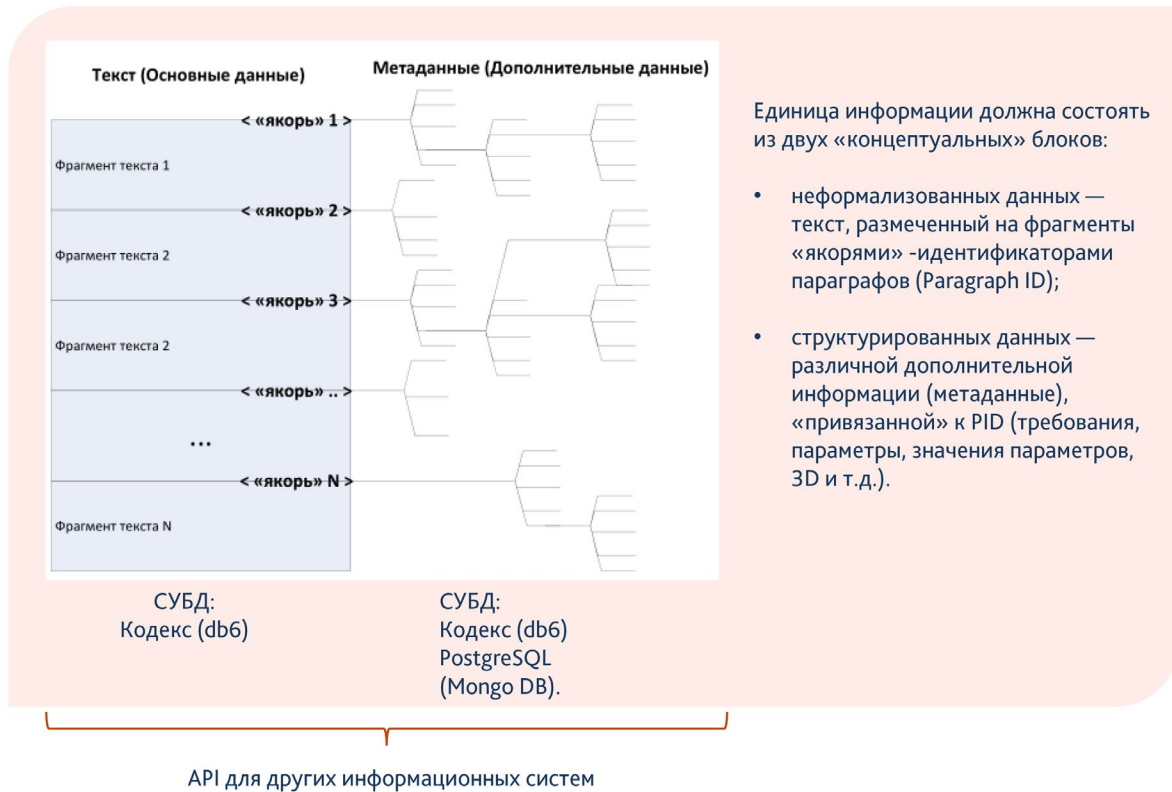 Текст (Основные данные)
Метаданные (Дополнительные данные)
< «якорь» 1 >
Фрагмент текста 1
< «якорь» 2 >
Фрагмент текста 2
< «якорь» 3 >
Фрагмент текста 2
< «якорь» .. >
...
< «якорь» N >
Фрагмент текста N
СУБД:
Кодекс (db6)
СУБД:
Кодекс (db6)
PostgreSQL
(Mongo DB).
Единица информации должна состоять
из двух «концептуальных» блоков:
• неформализованных данных —
текст, размеченный на фрагменты
«якорями» -идентификаторами
параграфов (Paragraph ID);
• структурированных данных —
различной дополнительной
информации (метаданные),
«привязанной» к PID (требования,
параметры, значения параметров,
3D и т.д.).
API для других информационных систем